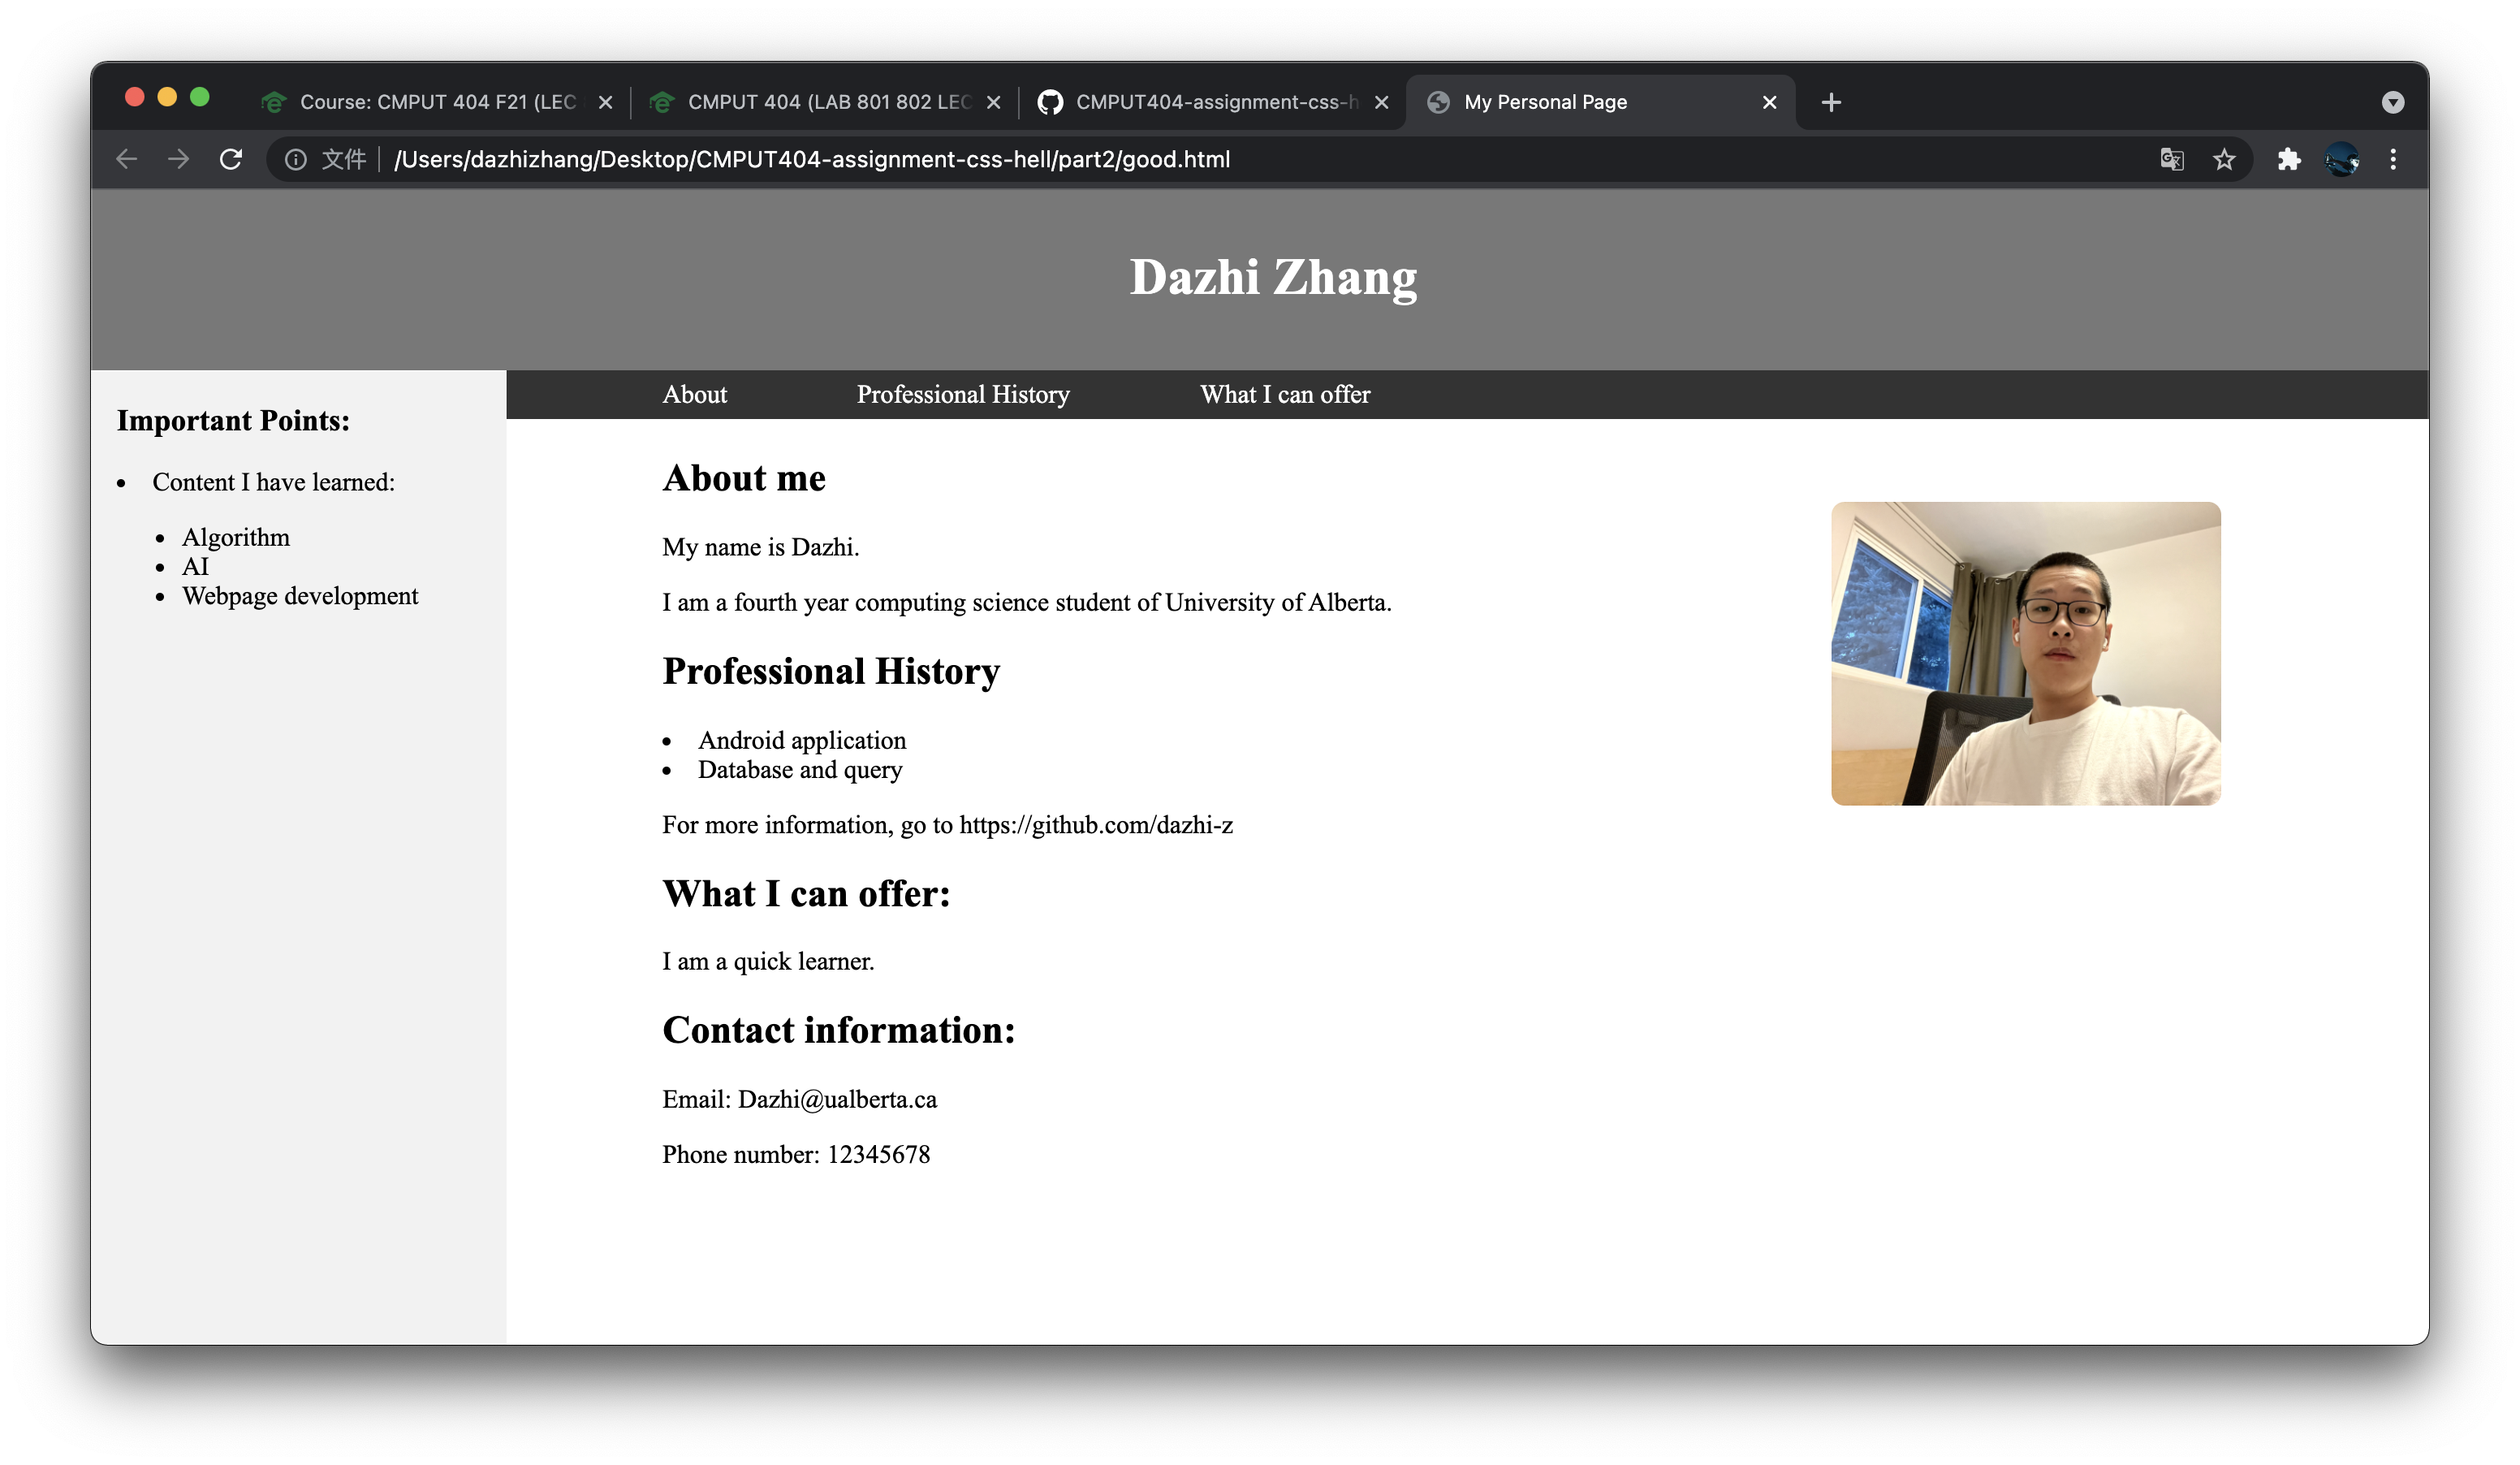 Course: CMPUT 404 F21 (LEC
CMPUT 404 (LAB 801 802 LEC
CMPUT404-assignment-css-h
My Personal Page
文件
/Users/dazhizhang/Desktop/CMPUT404-assignment-css-hell/part2/good.html
Dazhi Zhang
About Professional History What I can offer
Important Points:
• Content I have learned:
• Algorithm
• AI
• Webpage development
About me
My name is Dazhi.
I am a fourth year computing science student of University of Alberta.
Professional History
• Android application
• Database and query
For more information, go to https://github.com/dazhi-z
What I can offer:
I am a quick learner.
Contact information:
Email: Dazhi@ualberta.ca
Phone number: 12345678